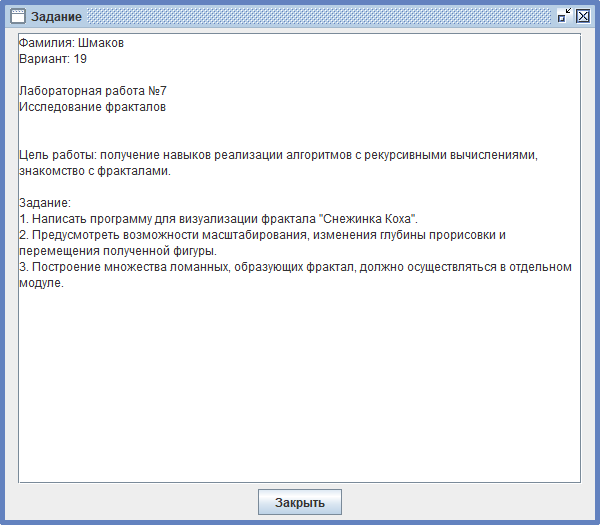 Задание
Фамилия: Шмаков
Вариант: 19
Лабораторная работа №7
Исследование фракталов
Цель работы: получение навыков реализации алгоритмов с рекурсивными вычислениями,
знакомство с фракталами.
Задание:
1. Написать программу для визуализации фрактала "Снежинка Коха".
2. Предусмотреть возможности масштабирования, изменения глубины прорисовки и
перемещения полученной фигуры.
3. Построение множества ломанных, образующих фрактал, должно осуществляться в отдельном
модуле.
Закрыть